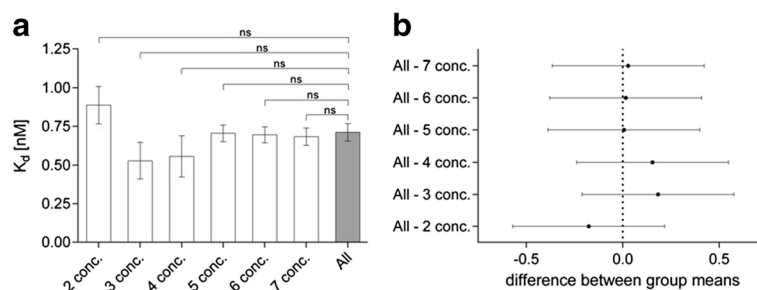 a
ns
ns
ns
ns
ns
ns
1.25
1.00
0.75
0.50
0.25
0.00
Kd [nM]
2 conc.
3 conc.
4 conc.
5 conc.
6 conc.
7 conc.
All
b
All - 7 conc.
All - 6 conc.
All - 5 conc.
All - 4 conc.
All - 3 conc.
All - 2 conc.
-0.5 0.0 0.5
difference between group means